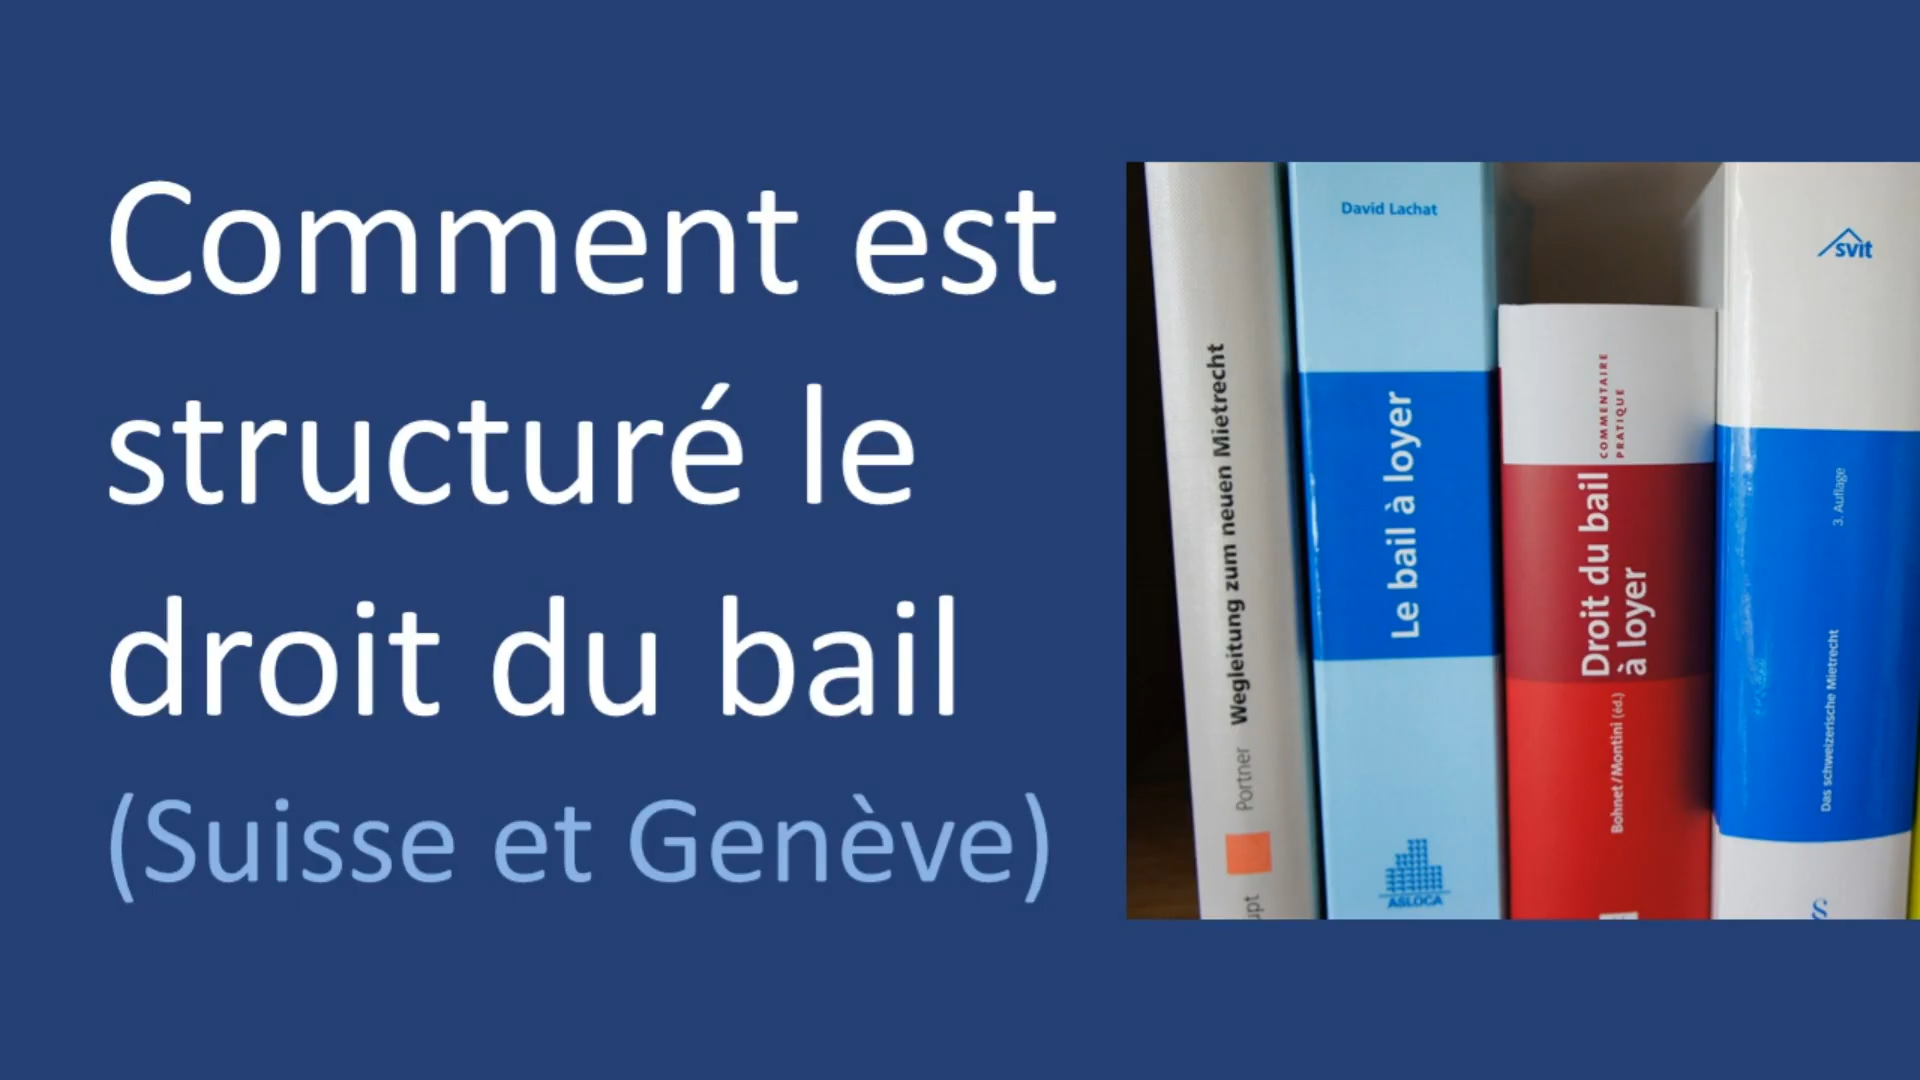 Comment est
structuré le
droit du bail
(Suisse et Genève)
Portner Wegleitung zum neuen Mietrecht
David Lachat
Le bail à loyer
ASLOCA
COMMENTAIRE
PRATIQUE
Droit du bail
à loyer
Bohnet/Montini (éd.)
svit
3. Auflage
Das schweizerische Mietrecht